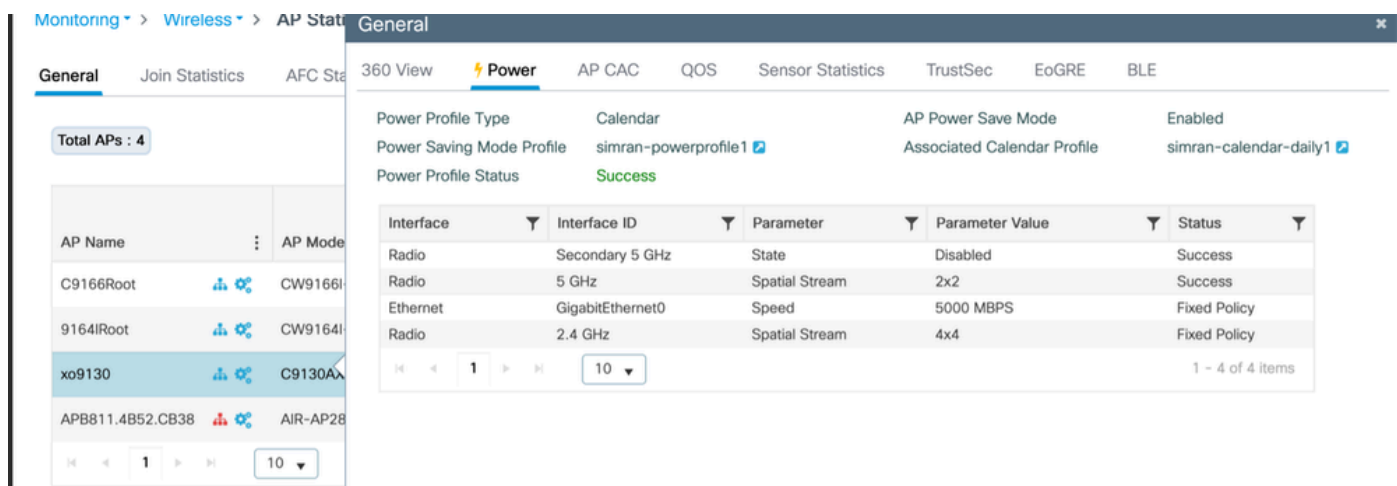 Monitoring > Wireless > AP Stati
General Join Statistics AFC Sta
Total APs : 4
AP Name AP Mode
C9166Root CW9166I-
9164IRoot CW9164I-
xo9130 C9130AX
APB811.4B52.CB38 AIR-AP28
1 10
General
360 View Power AP CAC QOS Sensor Statistics TrustSec EoGRE BLE
Power Profile Type Calendar AP Power Save Mode Enabled
Power Saving Mode Profile simran-powerprofile1 Associated Calendar Profile simran-calendar-daily1
Power Profile Status Success
Interface Interface ID Parameter Parameter Value Status
Radio Secondary 5 GHz State Disabled Success
Radio 5 GHz Spatial Stream 2x2 Success
Ethernet GigabitEthernet0 Speed 5000 MBPS Fixed Policy
Radio 2.4 GHz Spatial Stream 4x4 Fixed Policy
1 10 1 - 4 of 4 items